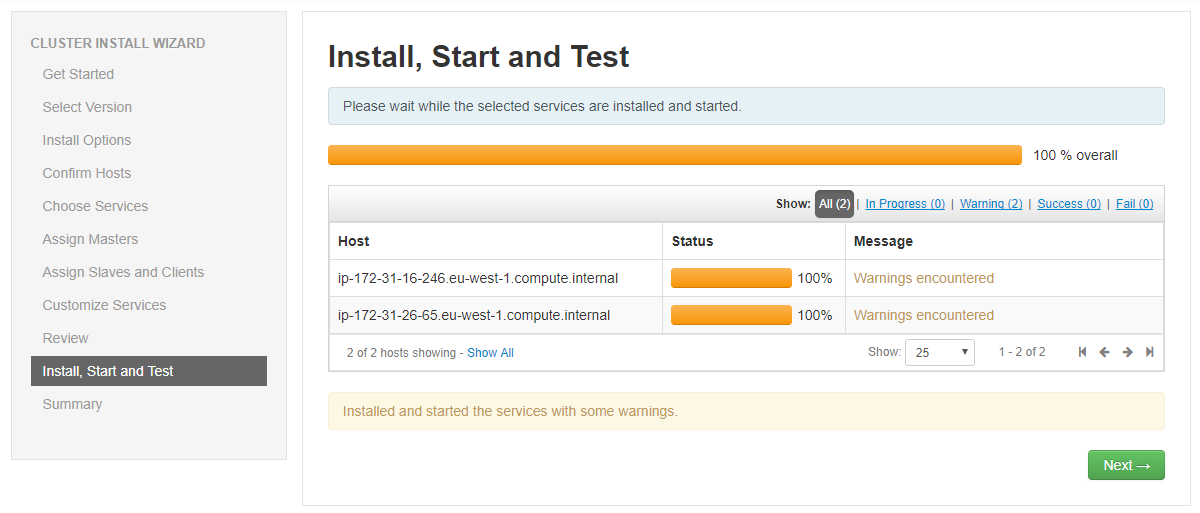 CLUSTER INSTALL WIZARD
Get Started
Select Version
Install Options
Confirm Hosts
Choose Services
Assign Masters
Assign Slaves and Clients
Customize Services
Review
Install, Start and Test
Summary
Install, Start and Test
Please wait while the selected services are installed and started.
100 % overall
Show: All (2) | In Progress (0) | Warning (2) | Success (0) | Fail (0)
Host Status Message
ip-172-31-16-246.eu-west-1.compute.internal 100% Warnings encountered
ip-172-31-26-65.eu-west-1.compute.internal 100% Warnings encountered
2 of 2 hosts showing - Show All Show: 25 1 - 2 of 2
Installed and started the services with some warnings.
Next →